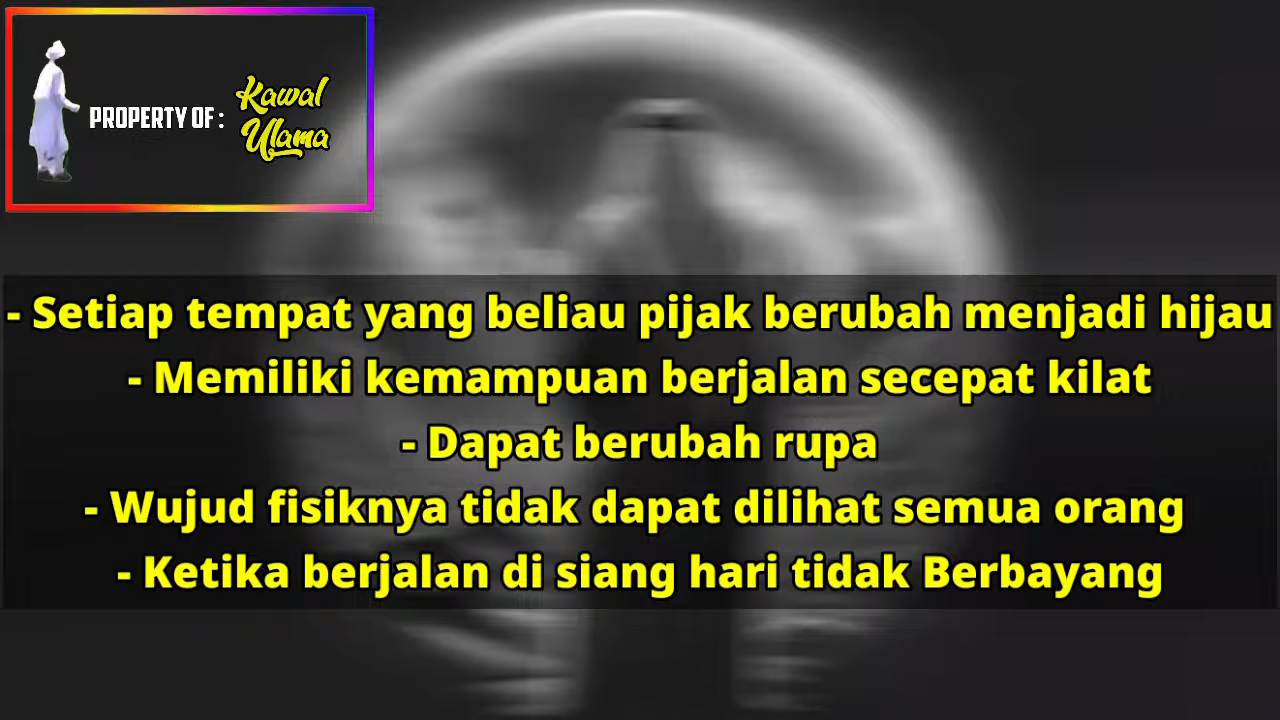 PROPERTY OF :
Kawal
Ulama
- Setiap tempat yang beliau pijak berubah menjadi hijau
- Memiliki kemampuan berjalan secepat kilat
- Dapat berubah rupa
- Wujud fisiknya tidak dapat dilihat semua orang
- Ketika berjalan di siang hari tidak Berbayang